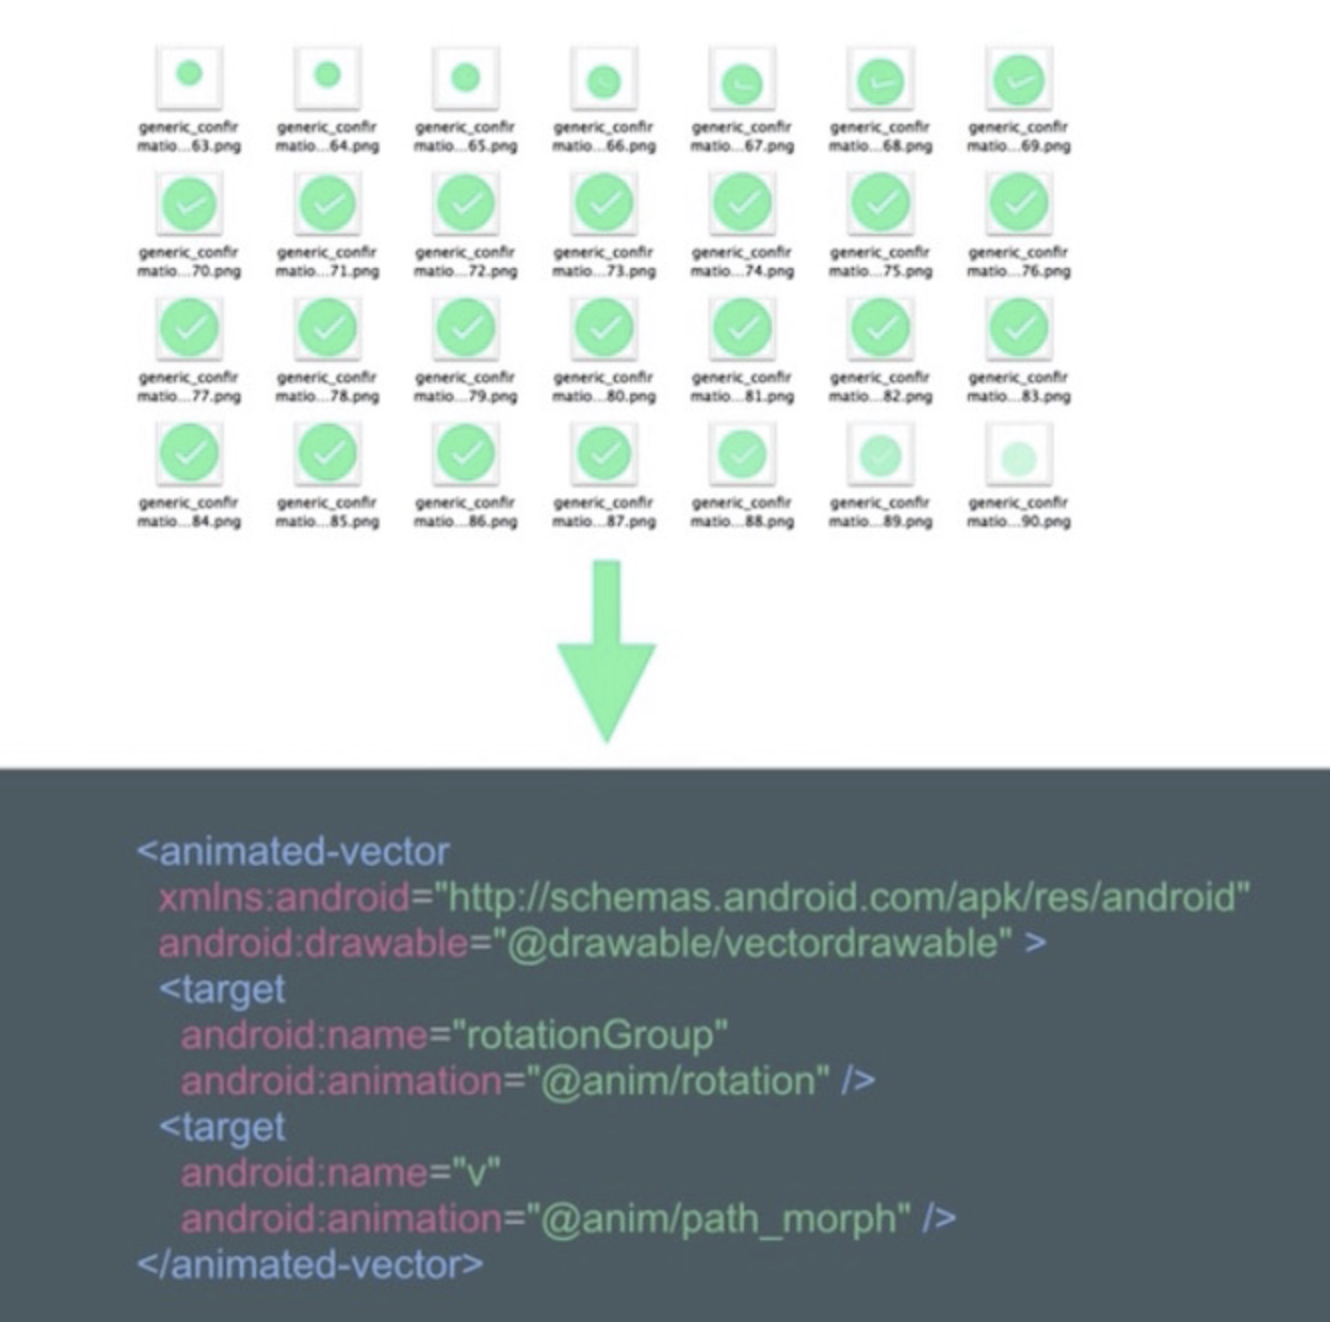 generic_confir generic_confir generic_confir generic_confir generic_confir generic_confir generic_confir
matio...63.png matio...64.png matio...65.png matio...66.png matio...67.png matio...68.png matio...69.png
generic_confir generic_confir generic_confir generic_confir generic_confir generic_confir generic_confir
matio...70.png matio...71.png matio...72.png matio...73.png matio...74.png matio...75.png matio...76.png
generic_confir generic_confir generic_confir generic_confir generic_confir generic_confir generic_confir
matio...77.png matio...78.png matio...79.png matio...80.png matio...81.png matio...82.png matio...83.png
generic_confir generic_confir generic_confir generic_confir generic_confir generic_confir generic_confir
matio...84.png matio...85.png matio...86.png matio...87.png matio...88.png matio...89.png matio...90.png
<animated-vector
xmlns:android="http://schemas.android.com/apk/res/android"
android:drawable="@drawable/vectordrawable" >
<target
android:name="rotationGroup"
android:animation="@anim/rotation" />
<target
android:name="v"
android:animation="@anim/path_morph" />
</animated-vector>